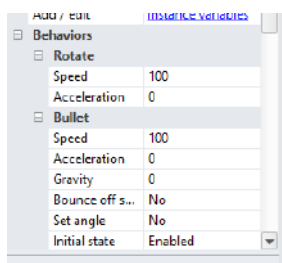 Add / edit Instance variables
Behaviors
Rotate
Speed 100
Acceleration 0
Bullet
Speed 100
Acceleration 0
Gravity 0
Bounce off s... No
Set angle No
Initial state Enabled